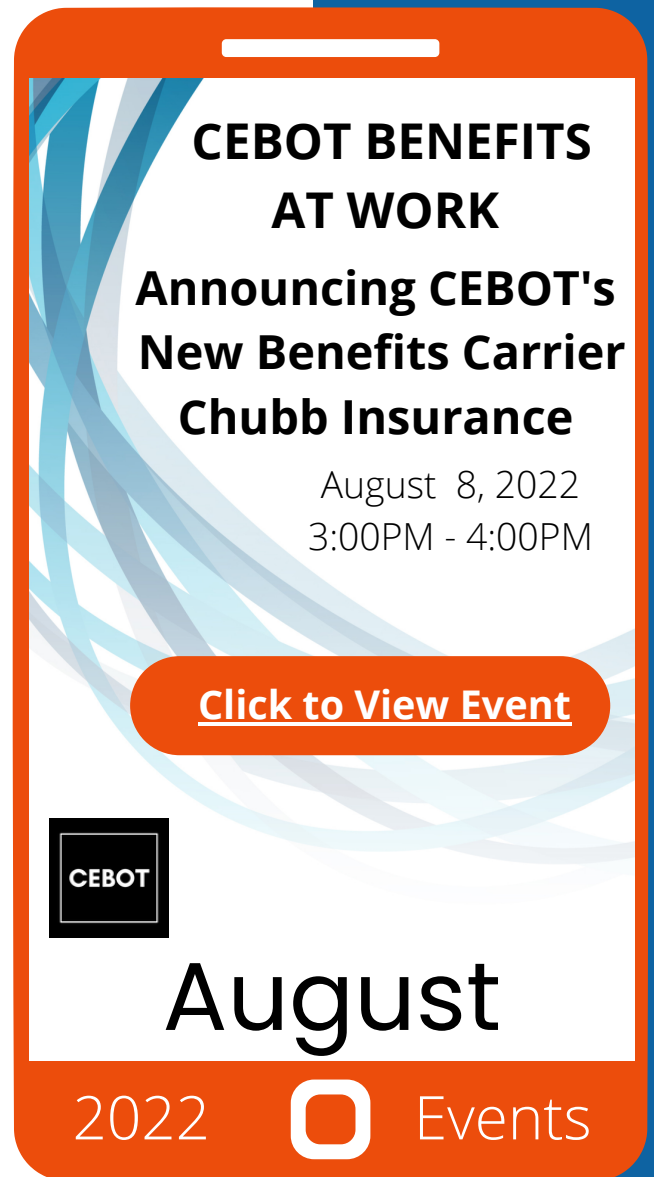 CEBOT BENEFITS
AT WORK
Announcing CEBOT's
New Benefits Carrier
Chubb Insurance
August 8, 2022
3:00PM - 4:00PM
Click to View Event
CEBOT
August
2022 Events